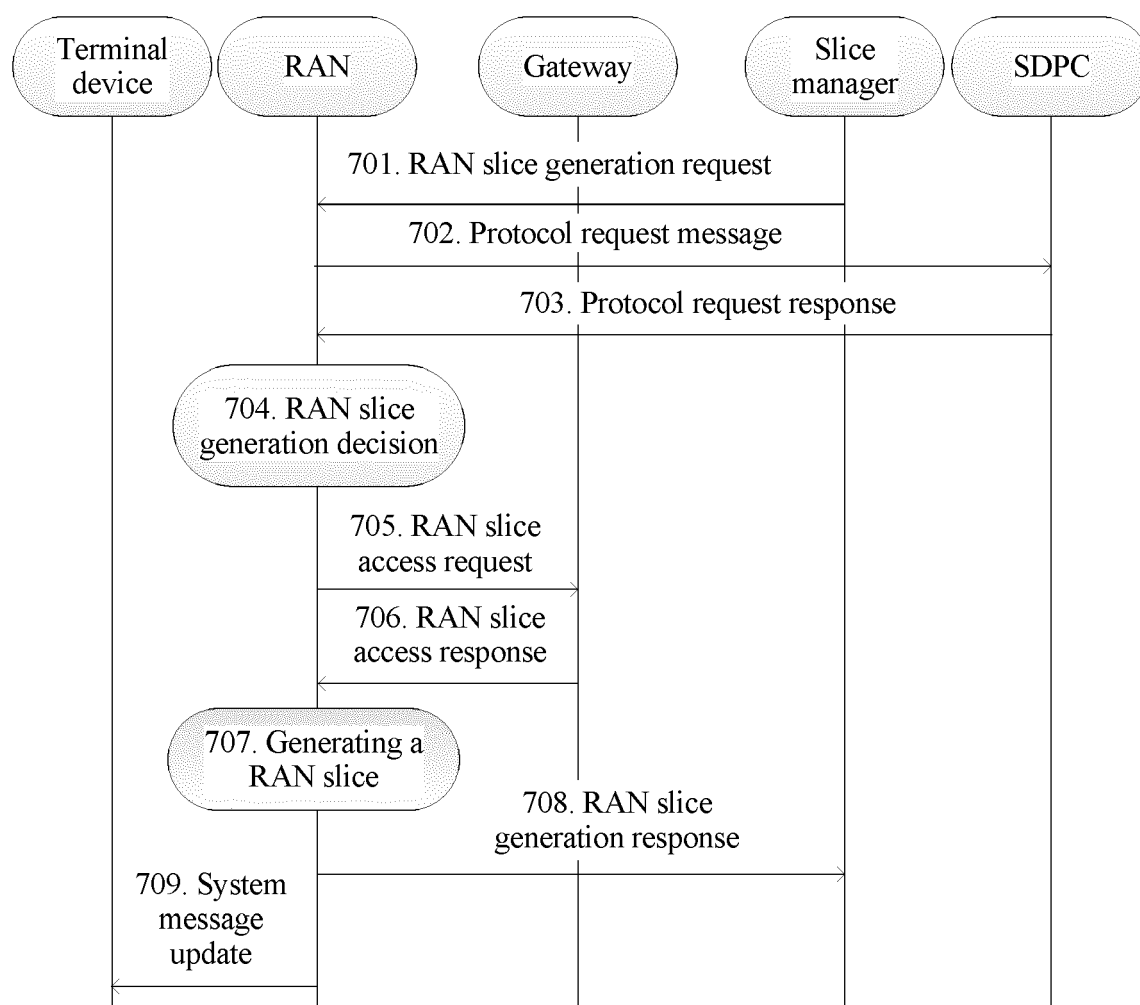 Terminal
device
RAN
Gateway
Slice
manager
SDPC
701. RAN slice generation request
702. Protocol request message
703. Protocol request response
704. RAN slice
generation decision
705. RAN slice
access request
706. RAN slice
access response
707. Generating a
RAN slice
708. RAN slice
generation response
709. System
message
update